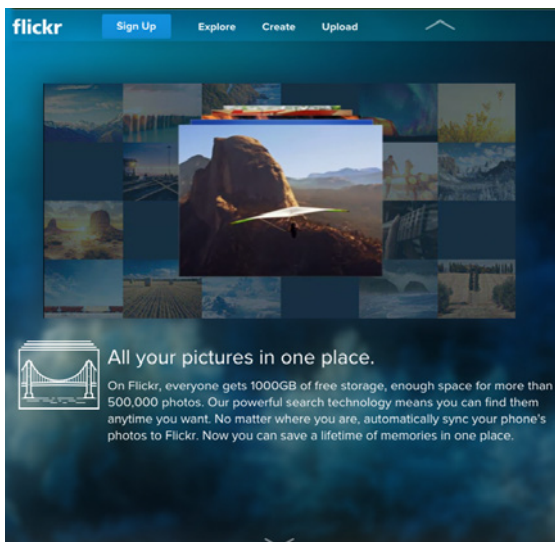 flickr
Sign Up
Explore
Create
Upload
All your pictures in one place.
On Flickr, everyone gets 1000GB of free storage, enough space for more than
500,000 photos. Our powerful search technology means you can find them
anytime you want. No matter where you are, automatically sync your phone's
photos to Flickr. Now you can save a lifetime of memories in one place.